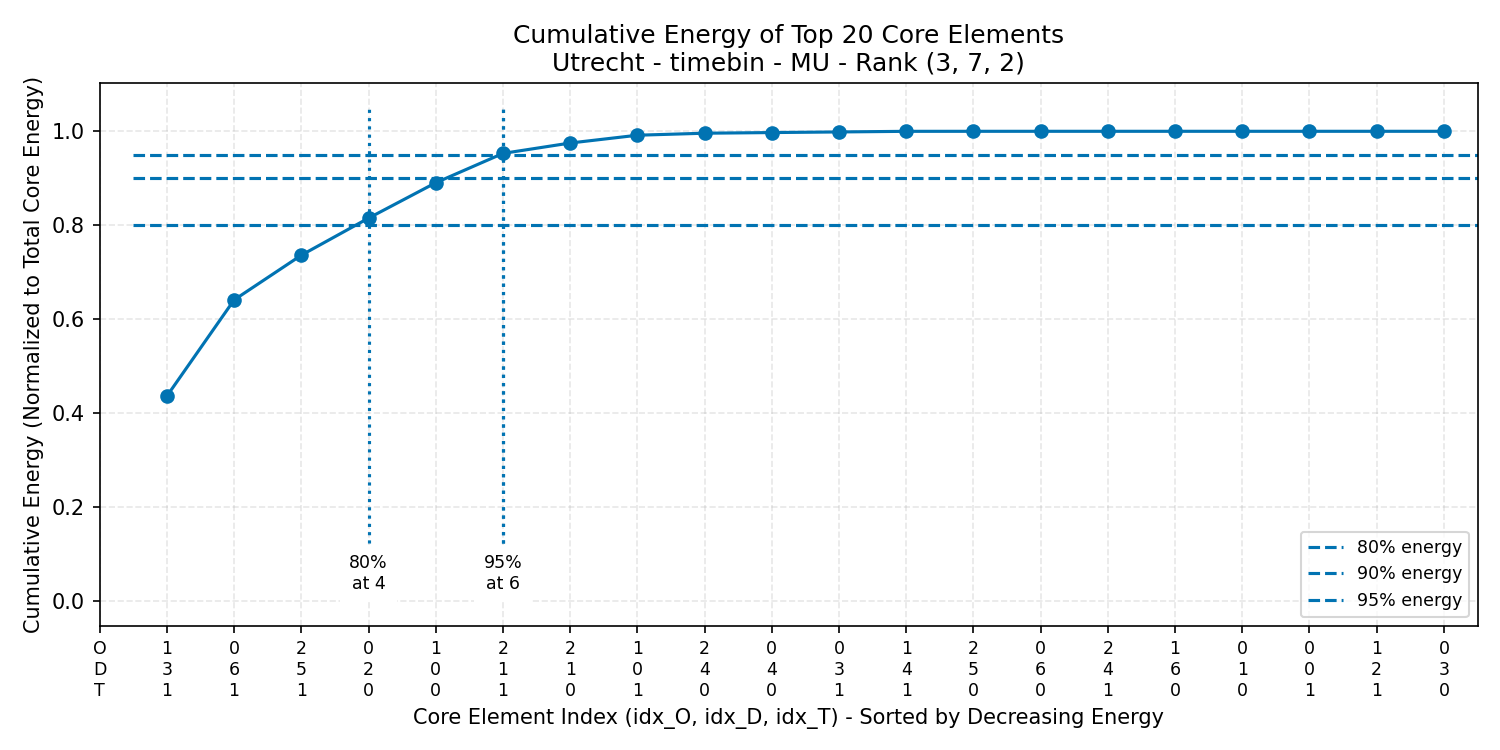 Cumulative Energy of Top 20 Core Elements
Utrecht - timebin - MU - Rank (3, 7, 2)
Cumulative Energy (Normalized to Total Core Energy)
1.0
0.8
0.6
0.4
0.2
0.0
80%
at 4
95%
at 6
80% energy
90% energy
95% energy
O 1 0 2 0 1 2 2 1 2 0 0 1 2 0 2 1 0 0 1 0
D 3 6 5 2 0 1 1 0 4 4 3 4 5 6 4 6 1 0 2 3
T 1 1 1 0 0 1 0 1 0 0 1 1 0 0 1 0 0 1 1 0
Core Element Index (idx_O, idx_D, idx_T) - Sorted by Decreasing Energy